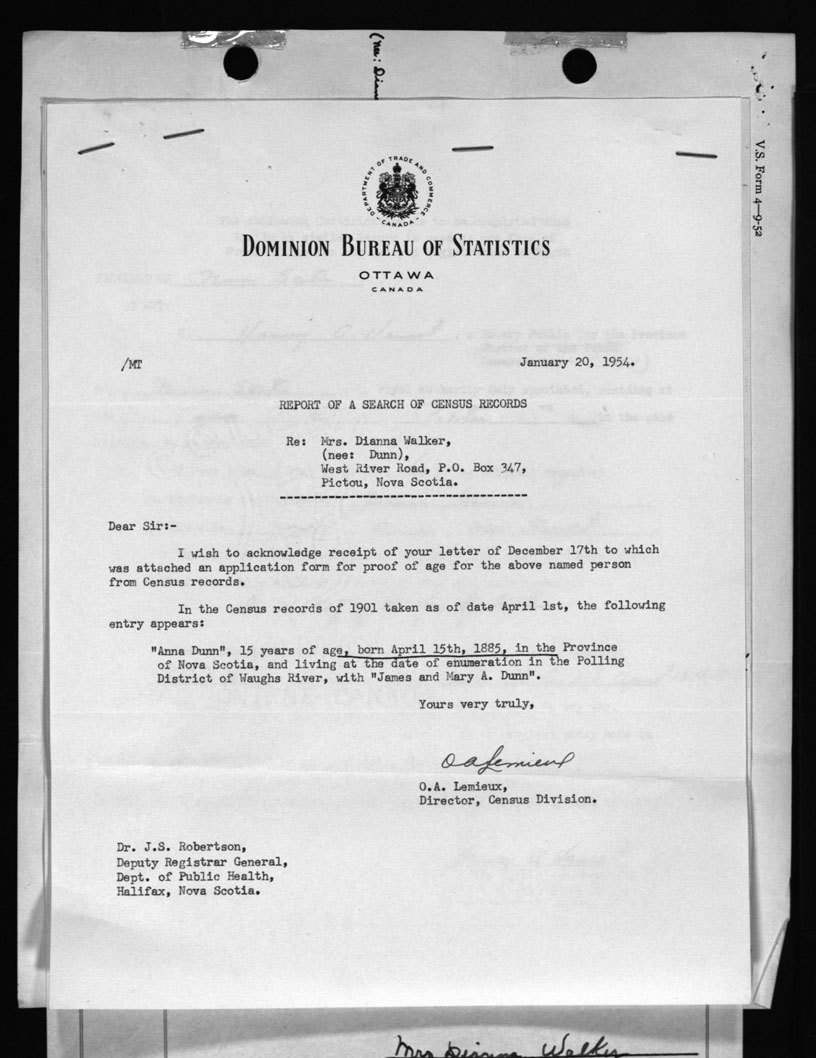 (nee: Diann
V.S. Form 4—9-52
DEPARTMENT OF TRADE AND COMMERCE
- CANADA -
DOMINION BUREAU OF STATISTICS
OTTAWA
CANADA
/MT
January 20, 1954.
REPORT OF A SEARCH OF CENSUS RECORDS
Re: Mrs. Dianna Walker,
(nee: Dunn),
West River Road, P.O. Box 347,
Pictou, Nova Scotia.
-----------------------------------
Dear Sir:-
I wish to acknowledge receipt of your letter of December 17th to which
was attached an application form for proof of age for the above named person
from Census records.
In the Census records of 1901 taken as of date April 1st, the following
entry appears:
"Anna Dunn", 15 years of age, born April 15th, 1885, in the Province
of Nova Scotia, and living at the date of enumeration in the Polling
District of Waughs River, with "James and Mary A. Dunn".
Yours very truly,
O A Lemieux
O.A. Lemieux,
Director, Census Division.
Dr. J.S. Robertson,
Deputy Registrar General,
Dept. of Public Health,
Halifax, Nova Scotia.
Mrs Dianna Walker